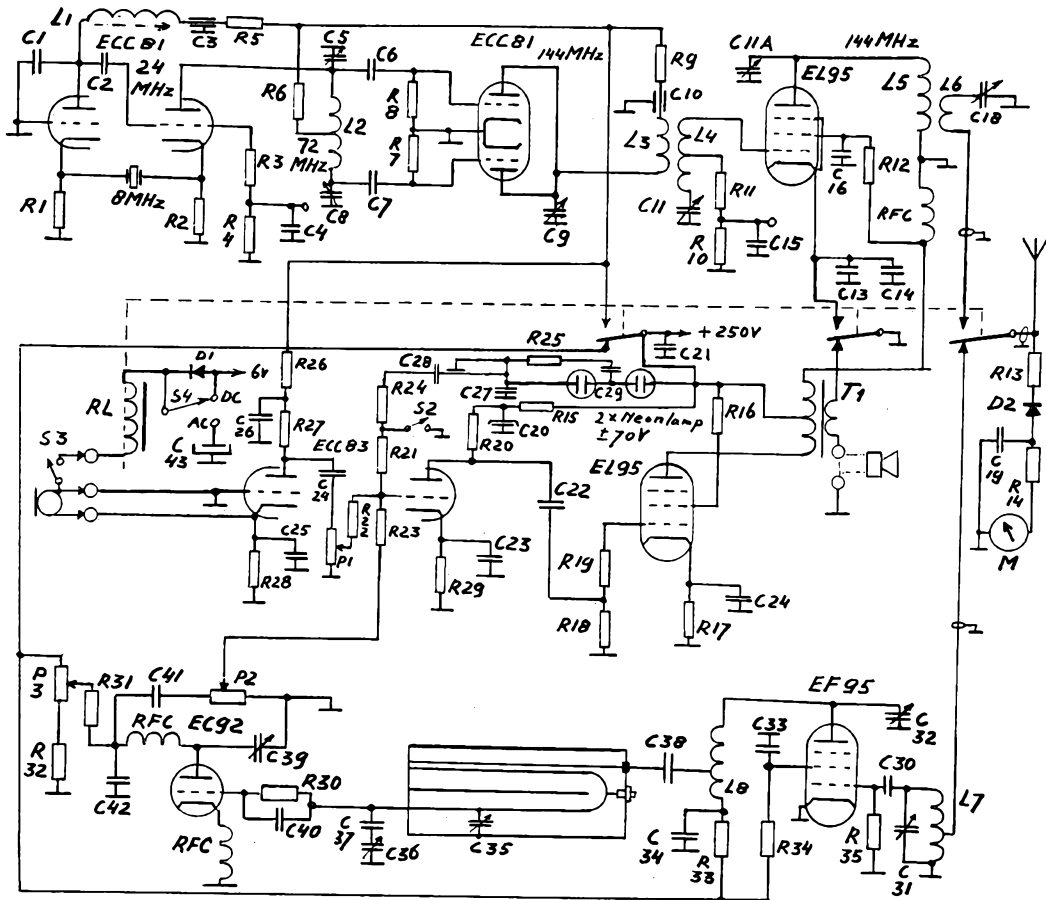 L1
C1
ECC81
24
MHz
C2
C3
R5
C5
C6
ECC81
144MHz
R6
L2
72
MHz
R
8
R
7
C8
C7
C9
R1
8MHz
R2
R3
R
4
C4
R9
C10
L3
L4
C11
R11
R
10
C15
C11A
EL95
144MHz
L5
L6
C18
C
16
R12
RFC
C13
C14
+250V
C21
R26
R25
C28
D1
6V
S4
DC
RL
AC
C
43
S3
C
26
R27
ECC83
C
24
R24
S2
R21
C27
C29
C20
R15
2 x Neonlamp
±70V
R20
R16
T1
R13
D2
C
19
R
14
M
EL95
C22
R
22
R23
P1
C25
R28
C23
R29
R19
R18
C24
R17
P
3
R31
C41
P2
RFC
EC92
C39
R
32
C42
R30
C40
RFC
C
37
C36
C35
C38
L8
C
34
R
33
C33
R34
EF95
C
32
C30
R
35
C
31
L7